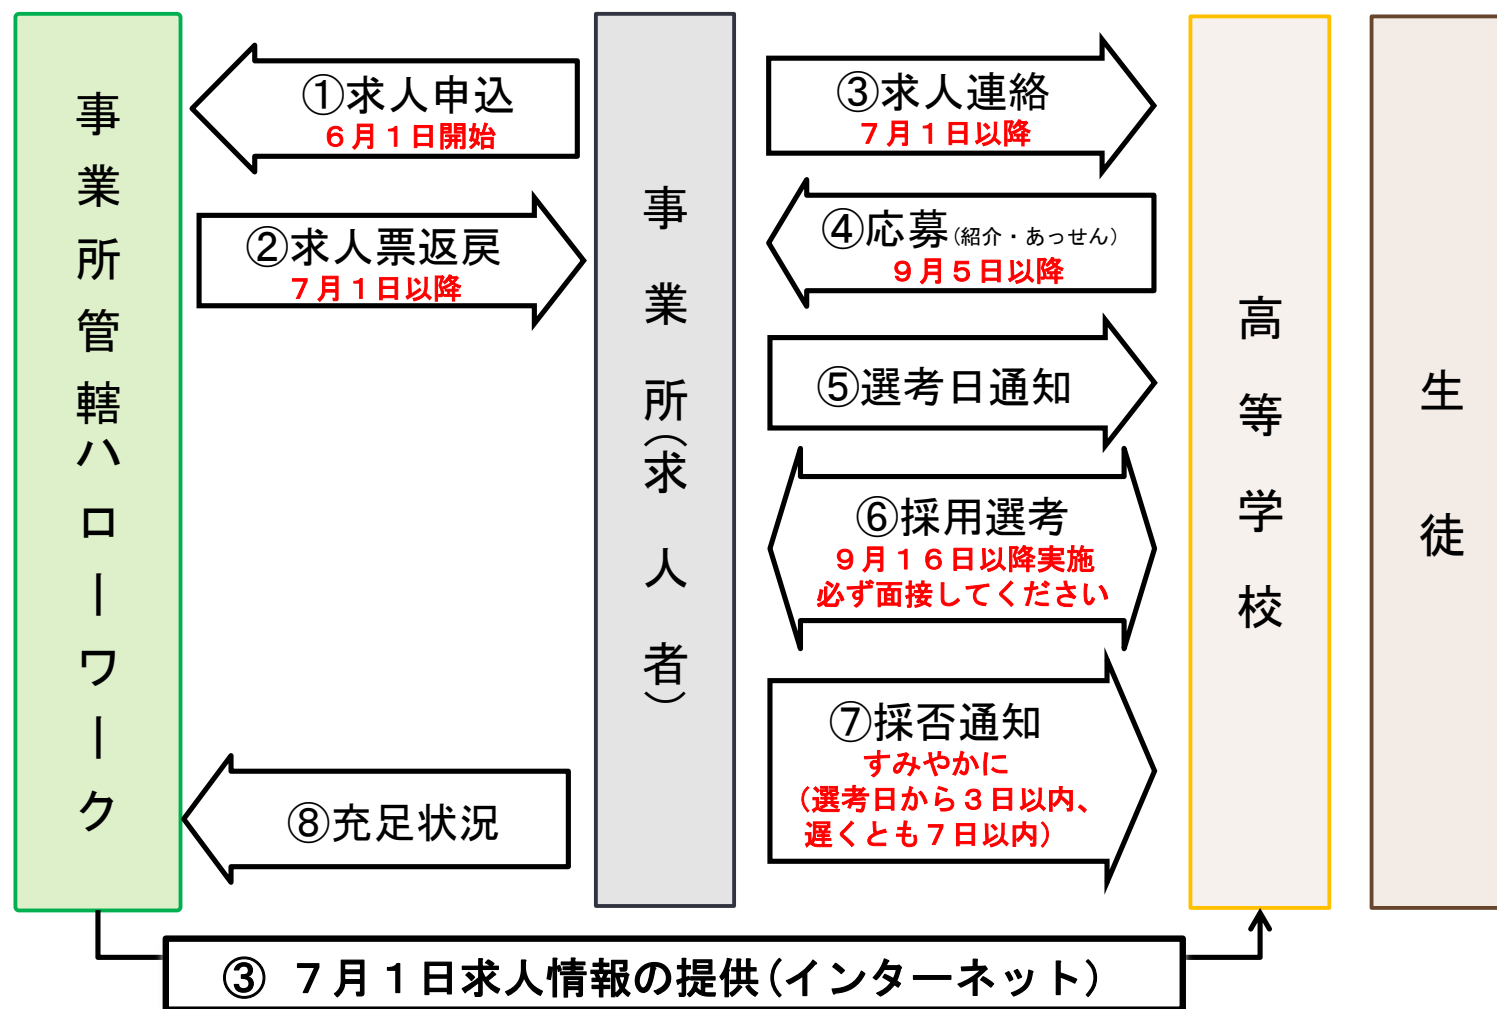 事業所管轄ハローワーク
①求人申込
６月１日開始
②求人票返戻
７月１日以降
⑧充足状況
事業所(求人者)
③求人連絡
７月１日以降
④応募(紹介・あっせん)
９月５日以降
⑤選考日通知
⑥採用選考
９月１６日以降実施
必ず面接してください
⑦採否通知
すみやかに
(選考日から３日以内、
遅くとも７日以内)
高等学校
生徒
③ ７月１日求人情報の提供(インターネット)